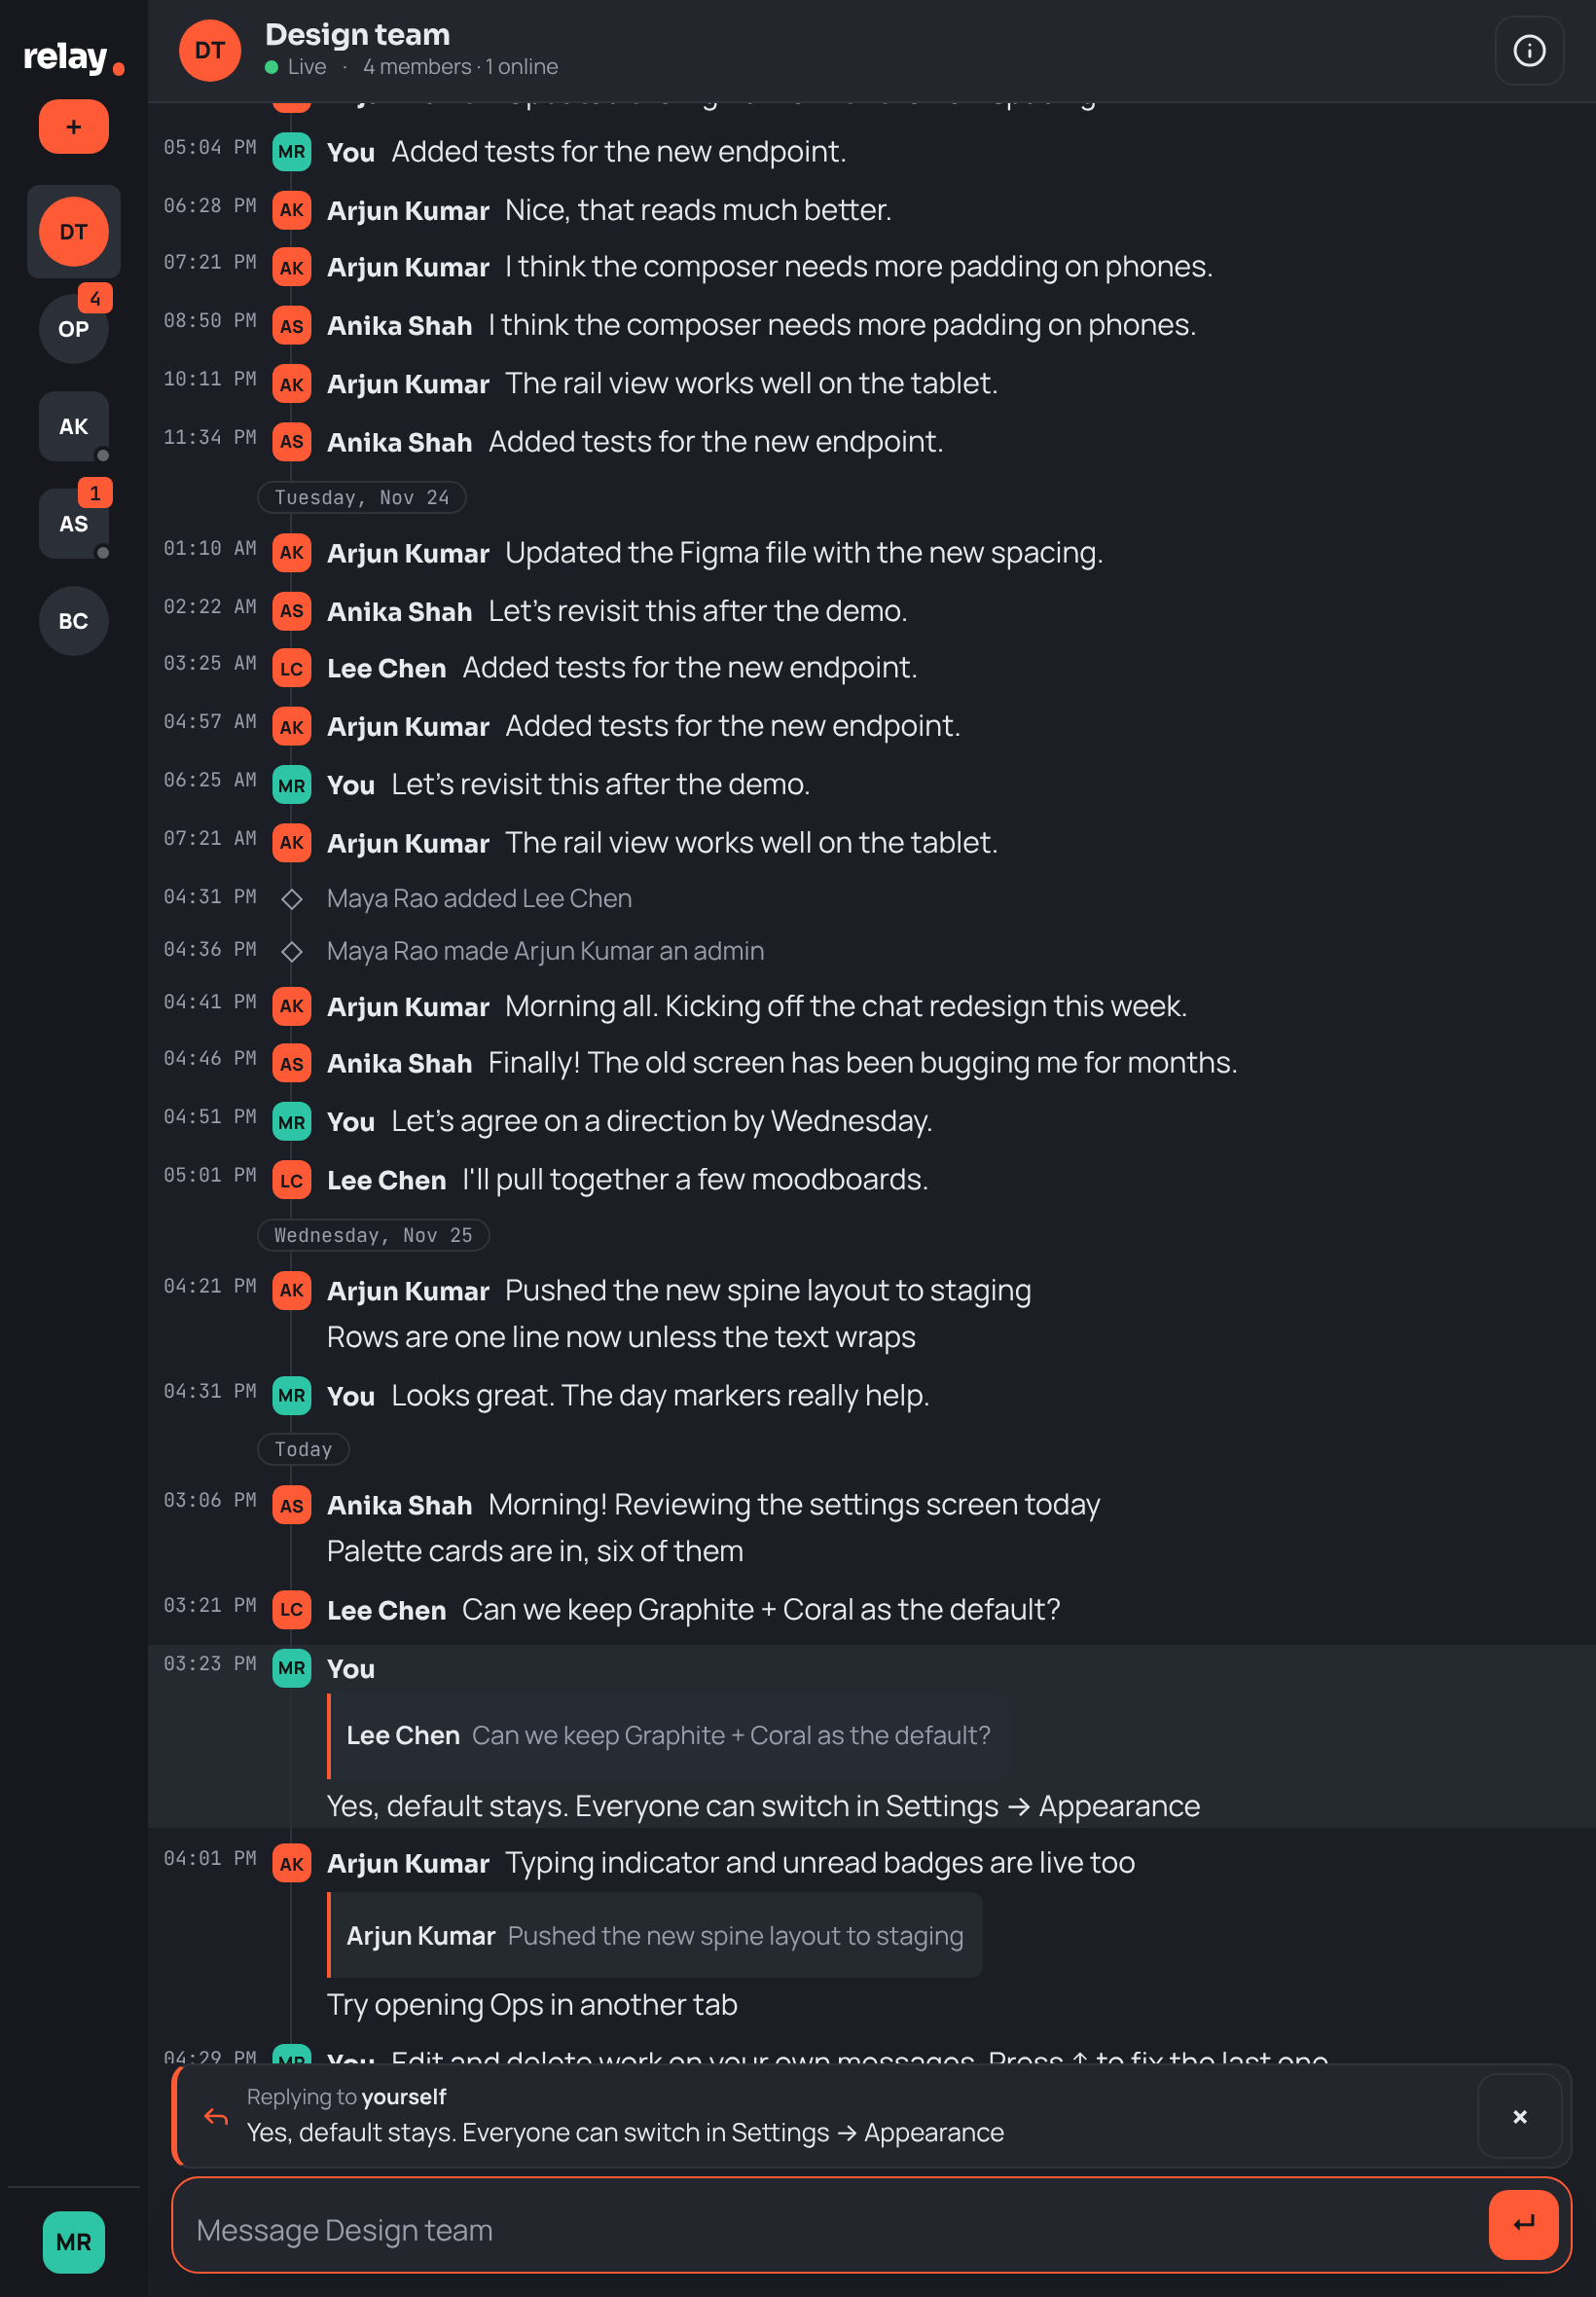 relay.
+
DT
4
OP
AK
1
AS
BC
MR
DT
Design team
Live · 4 members · 1 online
05:04 PM MR You Added tests for the new endpoint.
06:28 PM AK Arjun Kumar Nice, that reads much better.
07:21 PM AK Arjun Kumar I think the composer needs more padding on phones.
08:50 PM AS Anika Shah I think the composer needs more padding on phones.
10:11 PM AK Arjun Kumar The rail view works well on the tablet.
11:34 PM AS Anika Shah Added tests for the new endpoint.
Tuesday, Nov 24
01:10 AM AK Arjun Kumar Updated the Figma file with the new spacing.
02:22 AM AS Anika Shah Let's revisit this after the demo.
03:25 AM LC Lee Chen Added tests for the new endpoint.
04:57 AM AK Arjun Kumar Added tests for the new endpoint.
06:25 AM MR You Let's revisit this after the demo.
07:21 AM AK Arjun Kumar The rail view works well on the tablet.
04:31 PM Maya Rao added Lee Chen
04:36 PM Maya Rao made Arjun Kumar an admin
04:41 PM AK Arjun Kumar Morning all. Kicking off the chat redesign this week.
04:46 PM AS Anika Shah Finally! The old screen has been bugging me for months.
04:51 PM MR You Let's agree on a direction by Wednesday.
05:01 PM LC Lee Chen I'll pull together a few moodboards.
Wednesday, Nov 25
04:21 PM AK Arjun Kumar Pushed the new spine layout to staging
Rows are one line now unless the text wraps
04:31 PM MR You Looks great. The day markers really help.
Today
03:06 PM AS Anika Shah Morning! Reviewing the settings screen today
Palette cards are in, six of them
03:21 PM LC Lee Chen Can we keep Graphite + Coral as the default?
03:23 PM MR You
Lee Chen Can we keep Graphite + Coral as the default?
Yes, default stays. Everyone can switch in Settings → Appearance
04:01 PM AK Arjun Kumar Typing indicator and unread badges are live too
Arjun Kumar Pushed the new spine layout to staging
Try opening Ops in another tab
04:29 PM MR You Edit and delete work on your own messages. Press ↑ to fix the last one
Replying to yourself
Yes, default stays. Everyone can switch in Settings → Appearance
Message Design team